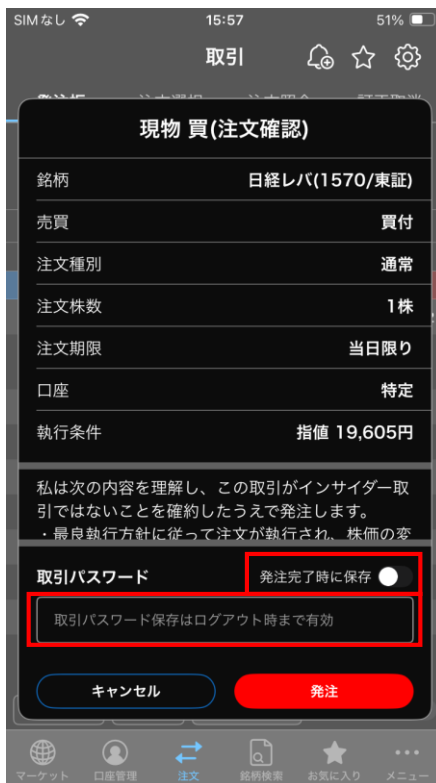 SIMなし 15:57 51%
取引
現物 買(注文確認)
銘柄 日経レバ(1570/東証)
売買 買付
注文種別 通常
注文株数 1株
注文期限 当日限り
口座 特定
執行条件 指値 19,605円
私は次の内容を理解し、この取引がインサイダー取
引ではないことを確約したうえで発注します。
・最良執行方針に従って注文が執行され、株価の変
取引パスワード 発注完了時に保存
取引パスワード保存はログアウト時まで有効
キャンセル 発注
マーケット 口座管理 注文 銘柄検索 お気に入り メニュー